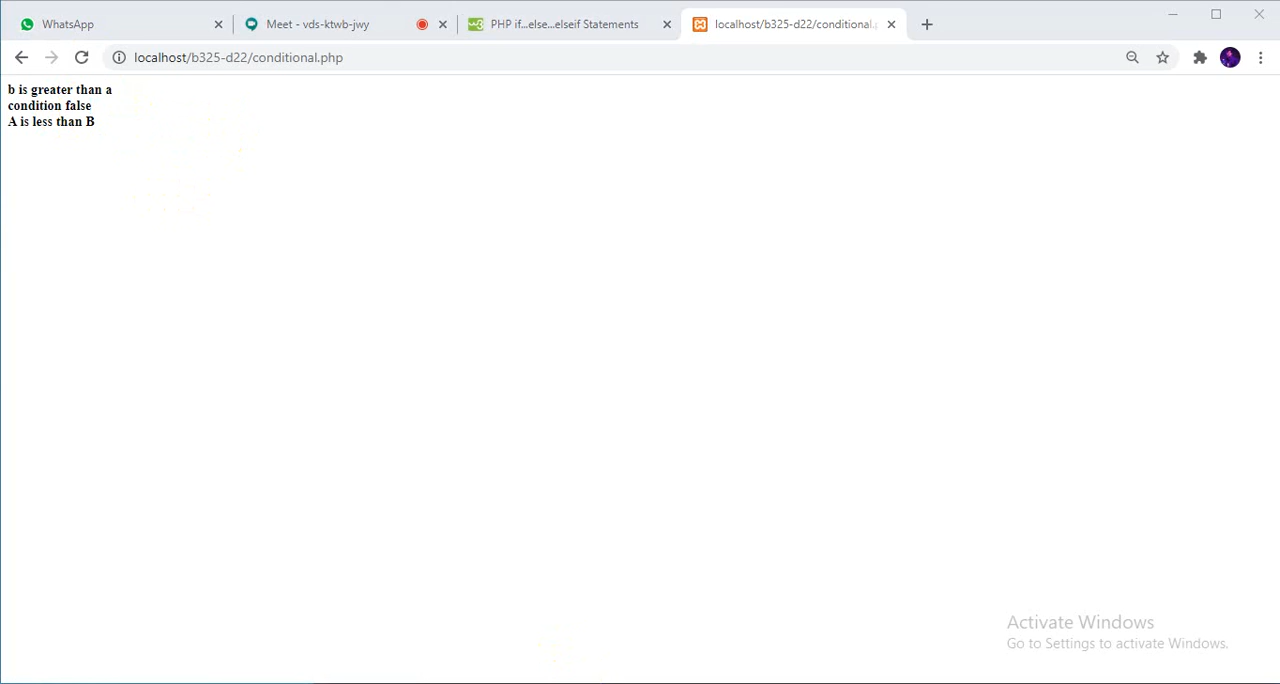 WhatsApp
Meet - vds-ktwb-jwy
PHP if...else...elseif Statements
localhost/b325-d22/conditional.p
localhost/b325-d22/conditional.php
b is greater than a
condition false
A is less than B
Activate Windows
Go to Settings to activate Windows.